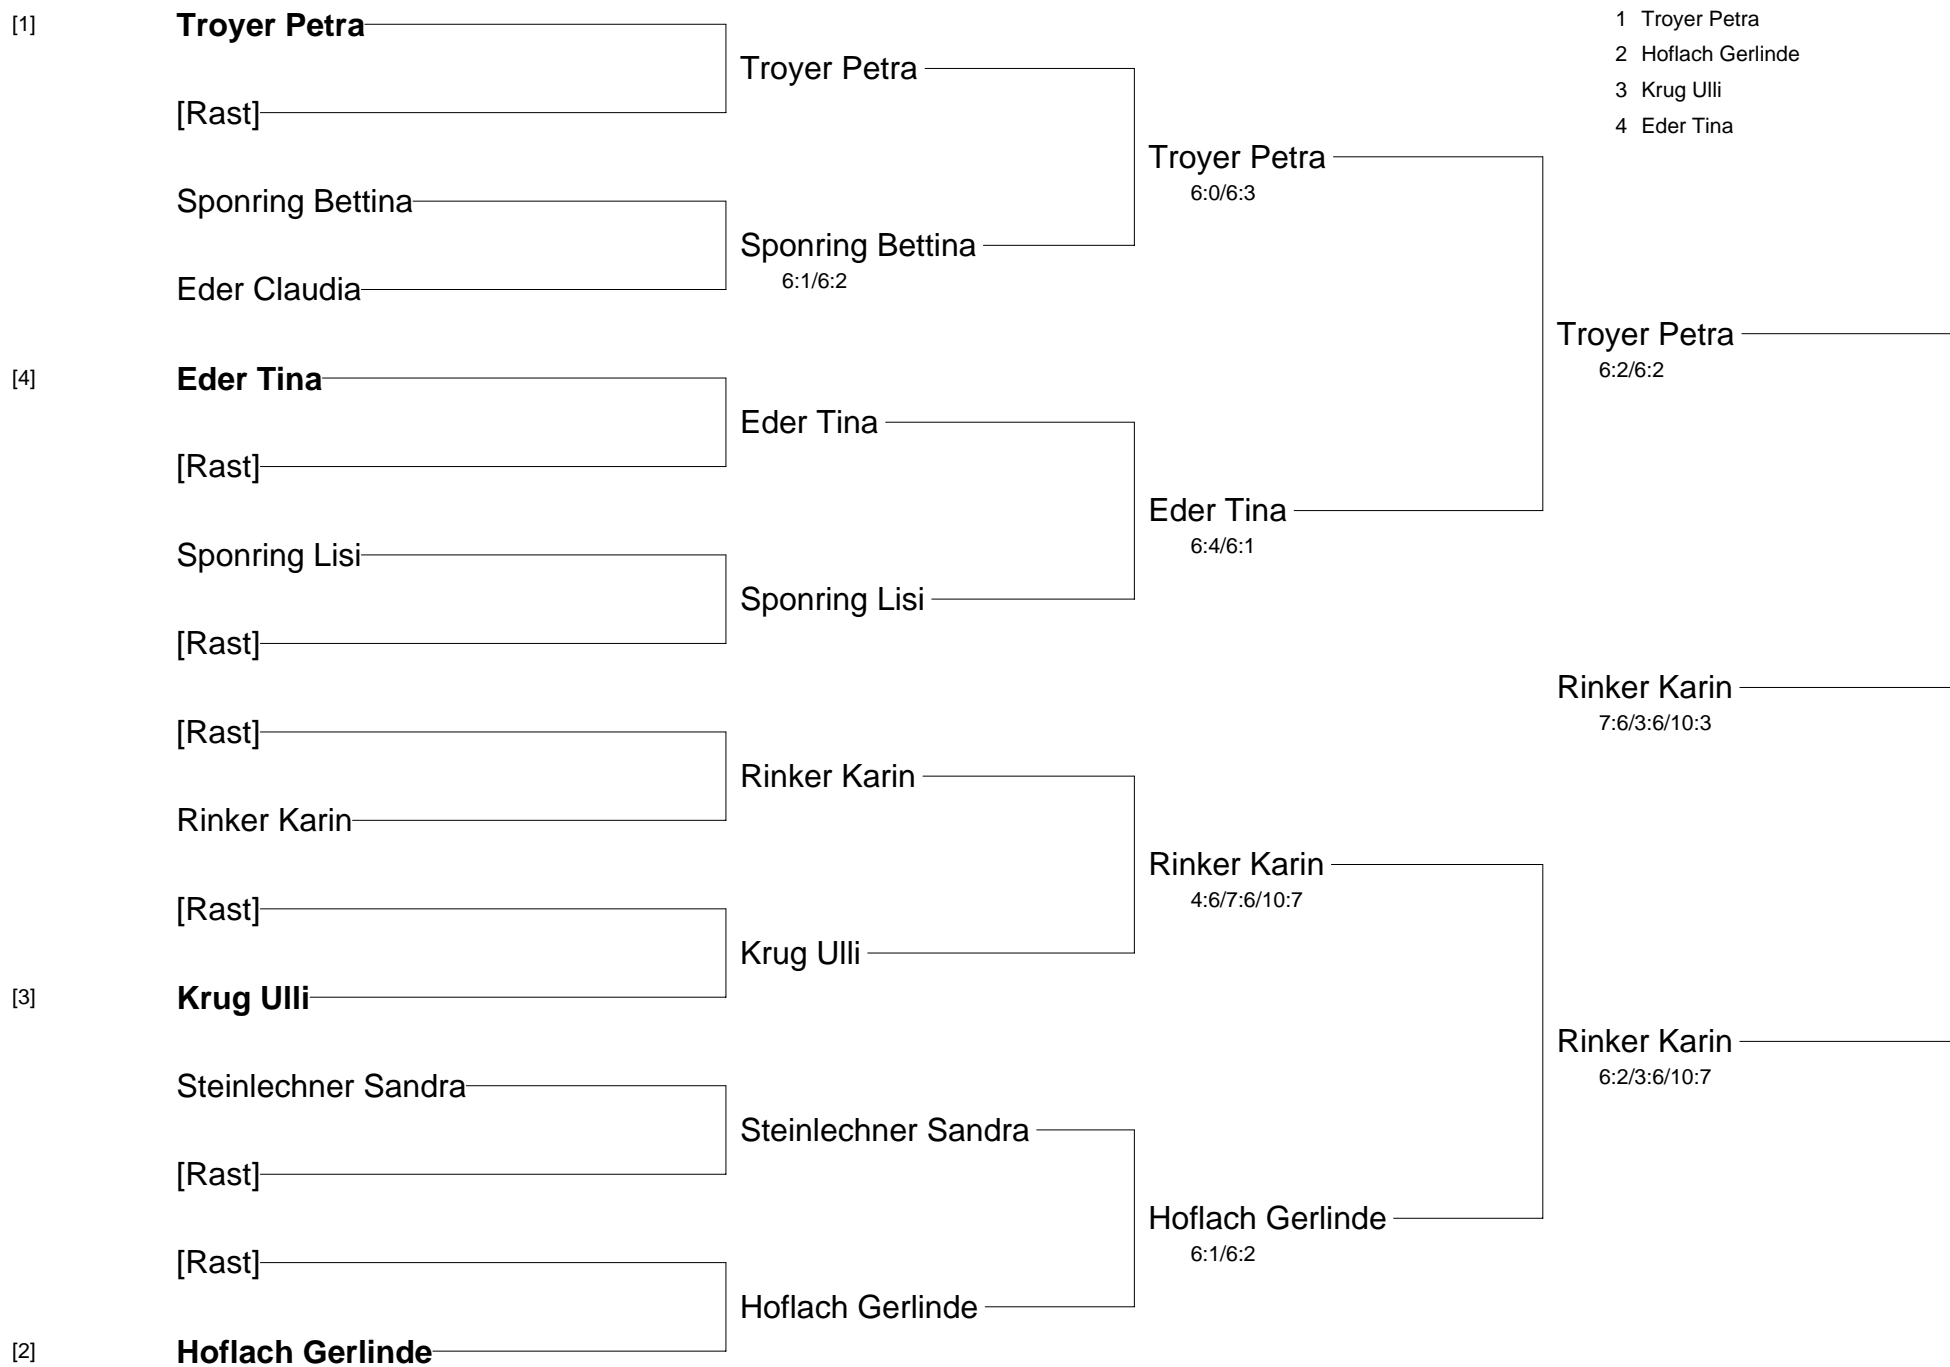 [1]
Troyer Petra
[Rast]
Sponring Bettina
Eder Claudia
[4]
Eder Tina
[Rast]
Sponring Lisi
[Rast]
[Rast]
Rinker Karin
[Rast]
[3]
Krug Ulli
Steinlechner Sandra
[Rast]
[Rast]
[2]
Hoflach Gerlinde
Troyer Petra
Sponring Bettina
6:1/6:2
Eder Tina
Sponring Lisi
Rinker Karin
Krug Ulli
Steinlechner Sandra
Hoflach Gerlinde
Troyer Petra
6:0/6:3
Eder Tina
6:4/6:1
Rinker Karin
4:6/7:6/10:7
Hoflach Gerlinde
6:1/6:2
1 Troyer Petra
2 Hoflach Gerlinde
3 Krug Ulli
4 Eder Tina
Troyer Petra
6:2/6:2
Rinker Karin
7:6/3:6/10:3
Rinker Karin
6:2/3:6/10:7